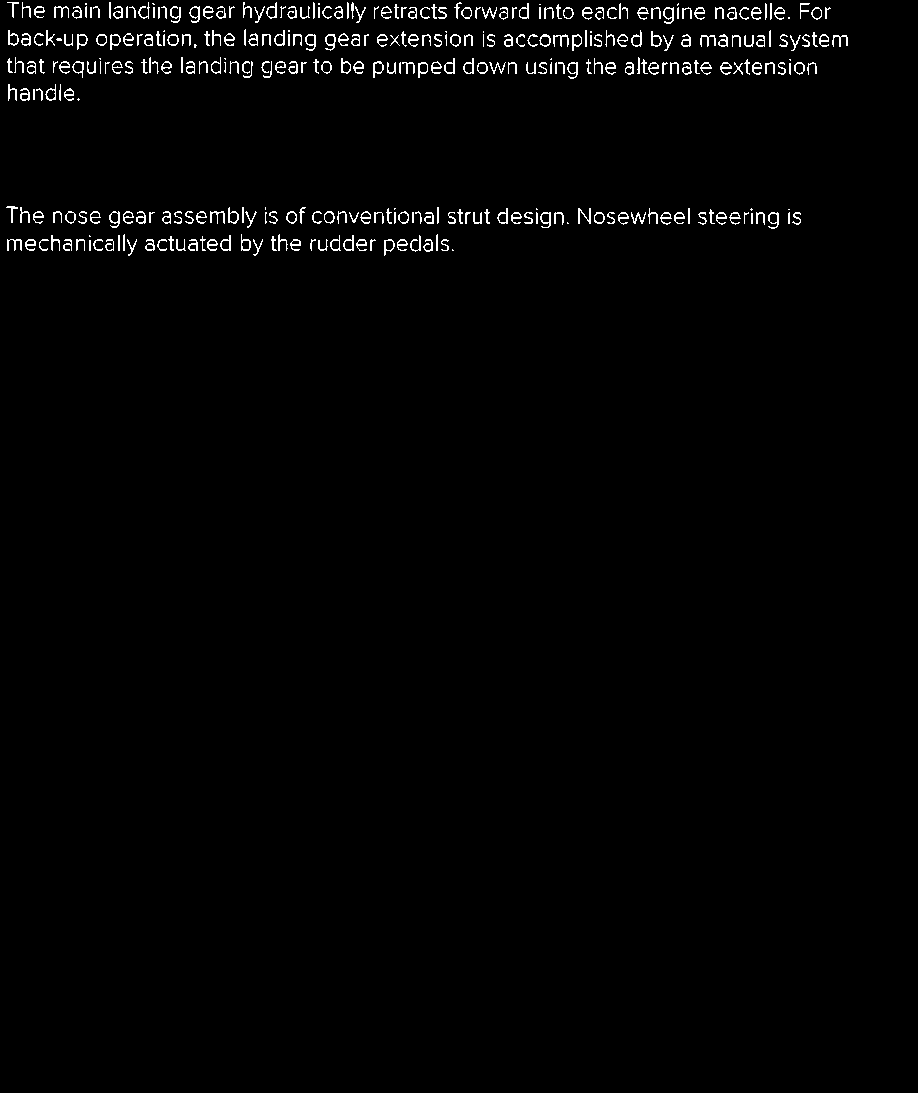 The main landing gear hydraulically retracts forward into each engine nacelle. For
back-up operation, the landing gear extension is accomplished by a manual system
that requires the landing gear to be pumped down using the alternate extension
handle.
The nose gear assembly is of conventional strut design. Nosewheel steering is
mechanically actuated by the rudder pedals.